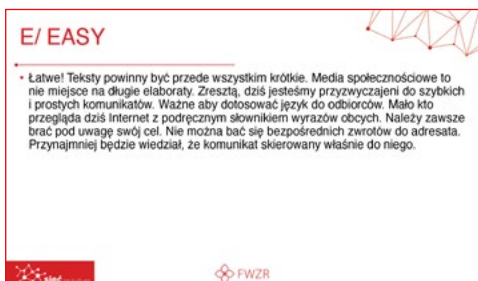 E/ EASY
• Łatwe! Teksty powinny być przede wszystkim krótkie. Media społecznościowe to
nie miejsce na długie elaboraty. Zresztą, dziś jesteśmy przyzwyczajeni do szybkich
i prostych komunikatów. Ważne aby dotosować język do odbiorców. Mało kto
przegląda dziś Internet z podręcznym słownikiem wyrazów obcych. Należy zawsze
brać pod uwagę swój cel. Nie można bać się bezpośrednich zwrotów do adresata.
Przynajmniej będzie wiedział, że komunikat skierowany właśnie do niego.
FWZR